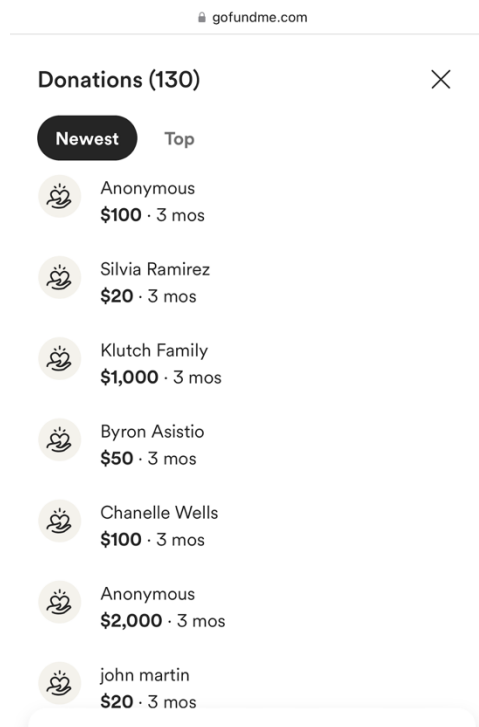 gofundme.com
Donations (130)
Newest
Top
Anonymous
$100 · 3 mos
Silvia Ramirez
$20 · 3 mos
Klutch Family
$1,000 · 3 mos
Byron Asistio
$50 · 3 mos
Chanelle Wells
$100 · 3 mos
Anonymous
$2,000 · 3 mos
john martin
$20 · 3 mos